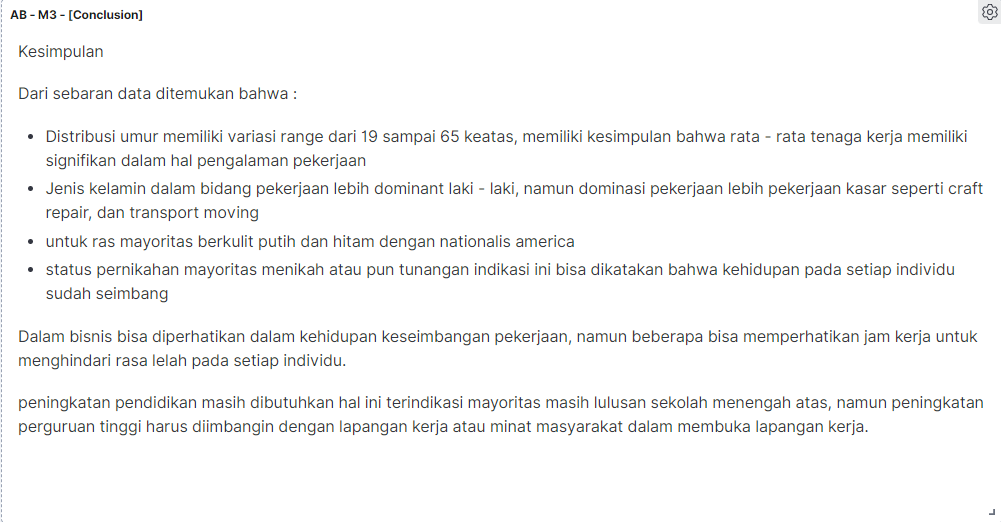 AB - M3 - [Conclusion]
Kesimpulan
Dari sebaran data ditemukan bahwa :
• Distribusi umur memiliki variasi range dari 19 sampai 65 keatas, memiliki kesimpulan bahwa rata - rata tenaga kerja memiliki
signifikan dalam hal pengalaman pekerjaan
• Jenis kelamin dalam bidang pekerjaan lebih dominant laki - laki, namun dominasi pekerjaan lebih pekerjaan kasar seperti craft
repair, dan transport moving
• untuk ras mayoritas berkulit putih dan hitam dengan nationalis america
• status pernikahan mayoritas menikah atau pun tunangan indikasi ini bisa dikatakan bahwa kehidupan pada setiap individu
sudah seimbang
Dalam bisnis bisa diperhatikan dalam kehidupan keseimbangan pekerjaan, namun beberapa bisa memperhatikan jam kerja untuk
menghindari rasa lelah pada setiap individu.
peningkatan pendidikan masih dibutuhkan hal ini terindikasi mayoritas masih lulusan sekolah menengah atas, namun peningkatan
perguruan tinggi harus diimbangin dengan lapangan kerja atau minat masyarakat dalam membuka lapangan kerja.